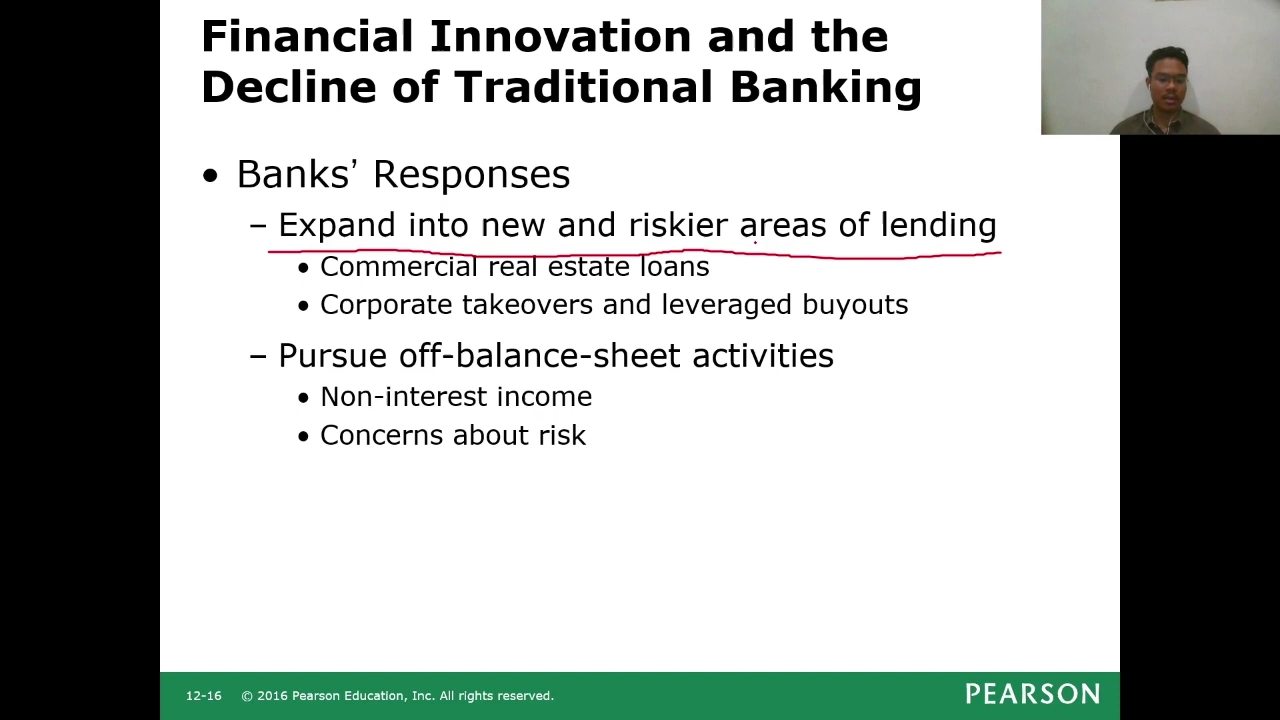 Financial Innovation and the
Decline of Traditional Banking
• Banks’ Responses
– Expand into new and riskier areas of lending
• Commercial real estate loans
• Corporate takeovers and leveraged buyouts
– Pursue off-balance-sheet activities
• Non-interest income
• Concerns about risk
12-16 © 2016 Pearson Education, Inc. All rights reserved.
PEARSON